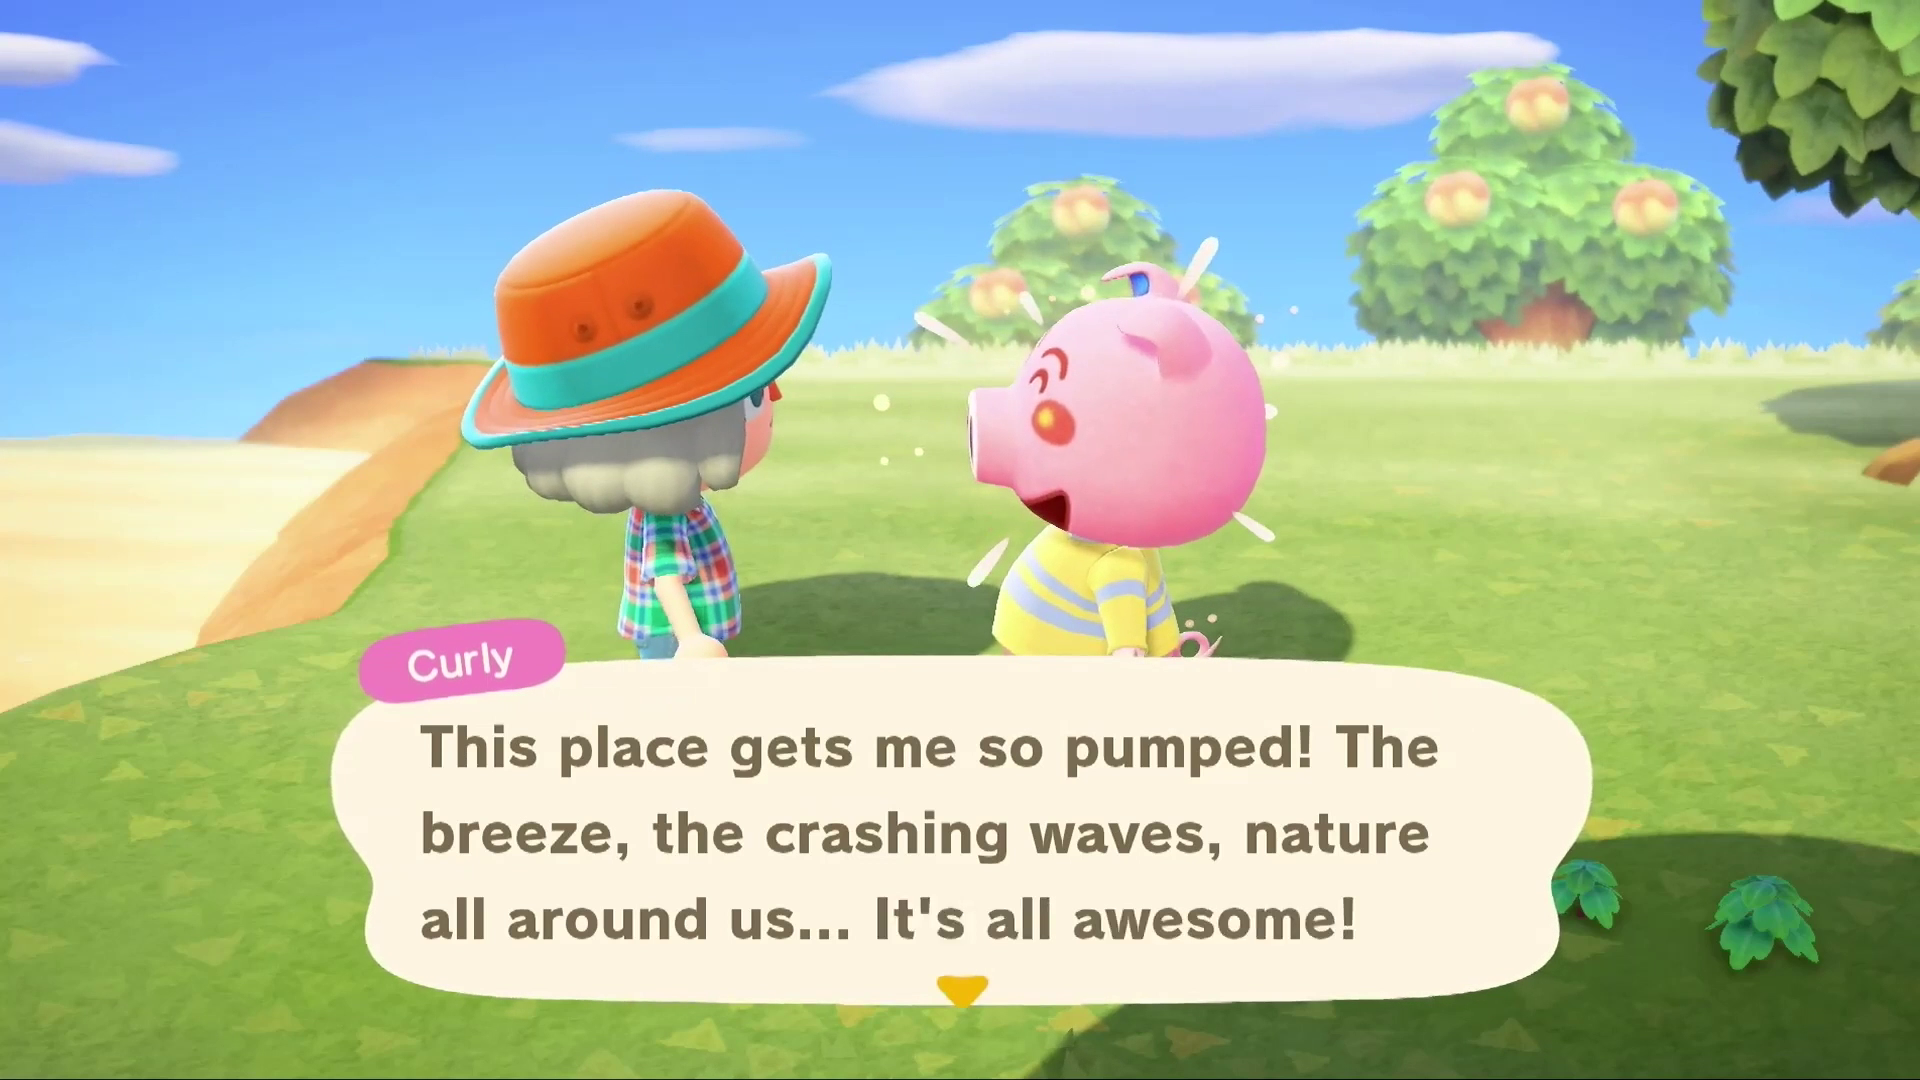 Curly
This place gets me so pumped! The
breeze, the crashing waves, nature
all around us... It's all awesome!